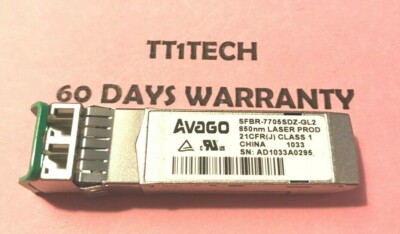 TT1TECH
60 DAYS WARRANTY
AVAGO
SFBR-7705SDZ-GL2
850nm LASER PROD
21CFR(J) CLASS 1
CHINA 1033
SN: AD1033A0295